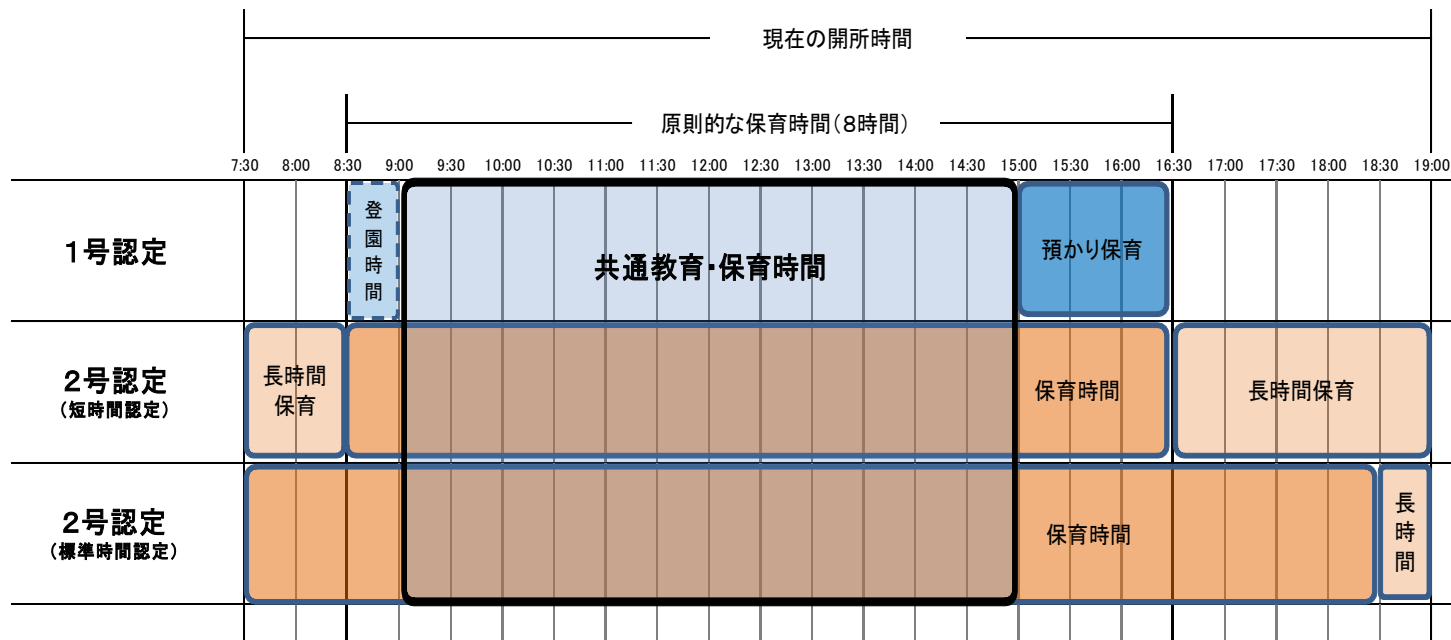 現在の開所時間
原則的な保育時間(8時間)
7:30 8:00 8:30 9:00 9:30 10:00 10:30 11:00 11:30 12:00 12:30 13:00 13:30 14:00 14:30 15:00 15:30 16:00 16:30 17:00 17:30 18:00 18:30 19:00
1号認定
登園時間
共通教育・保育時間
預かり保育
2号認定
(短時間認定)
長時間
保育
保育時間
長時間保育
2号認定
(標準時間認定)
保育時間
長時間